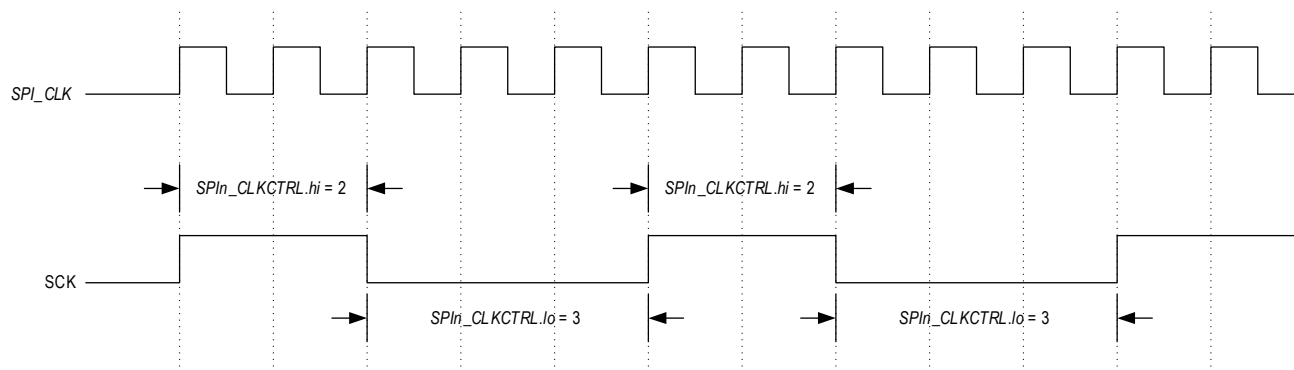 SPI_CLK
SPIn_CLKCTRL.hi = 2
SPIn_CLKCTRL.hi = 2
SCK
SPIn_CLKCTRL.lo = 3
SPIn_CLKCTRL.lo = 3